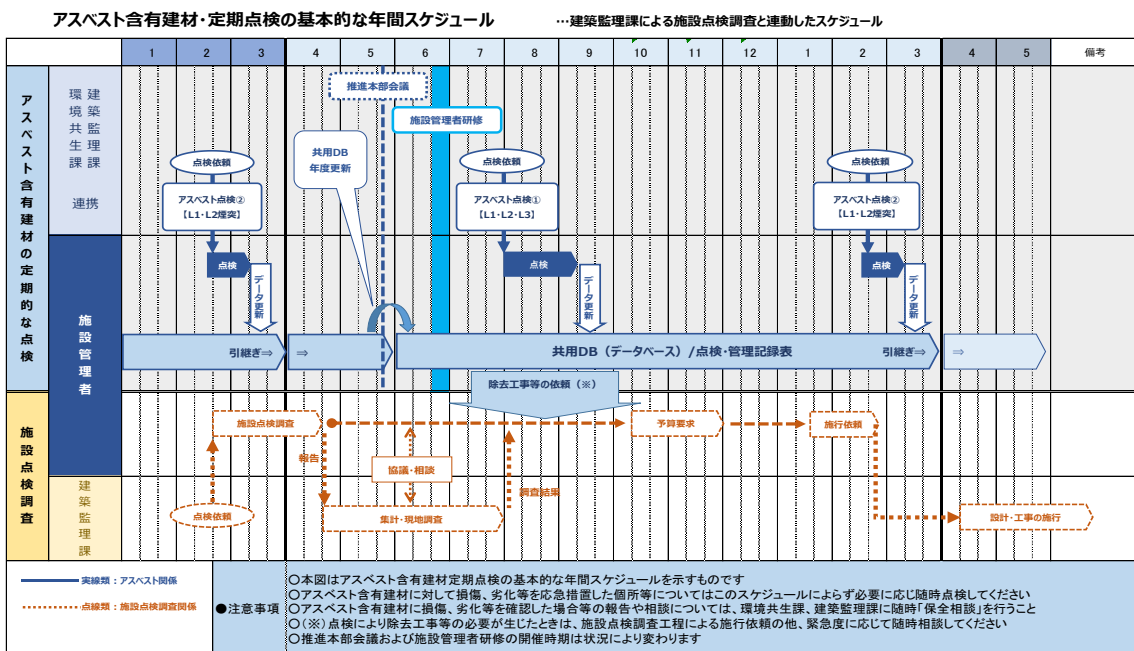 アスベスト含有建材・定期点検の基本的な年間スケジュール
…建築監理課による施設点検調査と連動したスケジュール
1 2 3 4 5 6 7 8 9 10 11 12 1 2 3 4 5 備考
アスベスト含有建材の定期的な点検
環境共生課
建築監理課
連携
推進本部会議
施設管理者研修
共用DB
年度更新
点検依頼
アスベスト点検②
【L1・L2煙突】
点検依頼
アスベスト点検①
【L1・L2・L3】
点検依頼
アスベスト点検②
【L1・L2煙突】
施設管理者
点検
データ更新
点検
データ更新
点検
データ更新
引継ぎ⇒
⇒
共用DB(データベース)/点検・管理記録表
引継ぎ⇒
⇒
除去工事等の依頼(※)
施設点検調査
施設点検調査
予算要求
施行依頼
報告
協議・相談
調査結果
建築監理課
点検依頼
集計・現地調査
設計・工事の施行
実線類:アスベスト関係
点線類:施設点検調査関係
●注意事項
〇本図はアスベスト含有建材定期点検の基本的な年間スケジュールを示すものです
〇アスベスト含有建材に対して損傷、劣化等を応急措置した個所等についてはこのスケジュールによらず必要に応じ随時点検してください
〇アスベスト含有建材に損傷、劣化等を確認した場合等の報告や相談については、環境共生課、建築監理課に随時「保全相談」を行うこと
〇(※)点検により除去工事等の必要が生じたときは、施設点検調査工程による施行依頼の他、緊急度に応じて随時相談してください
〇推進本部会議および施設管理者研修の開催時期は状況により変わります